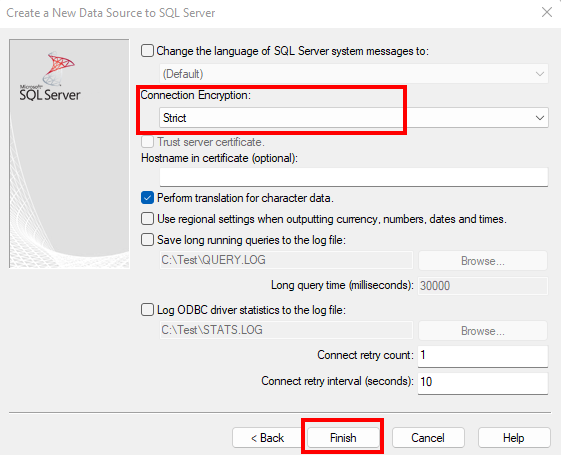 Create a New Data Source to SQL Server
Microsoft
SQL Server
Change the language of SQL Server system messages to:
(Default)
Connection Encryption:
Strict
Trust server certificate.
Hostname in certificate (optional):
Perform translation for character data.
Use regional settings when outputting currency, numbers, dates and times.
Save long running queries to the log file:
C:\Test\QUERY.LOG Browse...
Long query time (milliseconds): 30000
Log ODBC driver statistics to the log file:
C:\Test\STATS.LOG Browse...
Connect retry count: 1
Connect retry interval (seconds): 10
< Back Finish Cancel Help